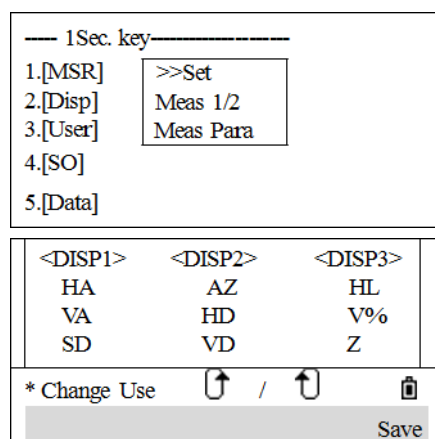 ----- 1Sec. key----------------------
1.[MSR] >>Set
2.[Disp] Meas 1/2
3.[User] Meas Para
4.[SO]
5.[Data]
<DISP1> <DISP2> <DISP3>
HA AZ HL
VA HD V%
SD VD Z
* Change Use /
Save